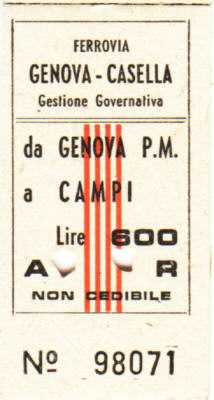 FERROVIA
GENOVA - CASELLA
Gestione Governativa
da GENOVA P.M.
a CAMPI
Lire 600
A R
NON CEDIBILE
Nº 98071